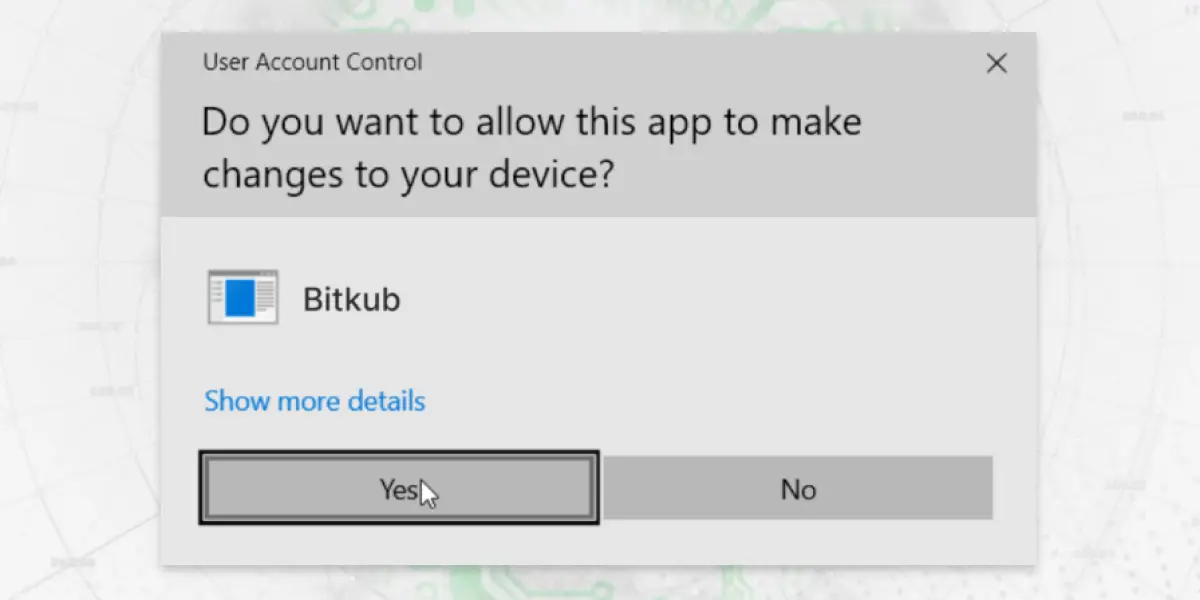 User Account Control
Do you want to allow this app to make
changes to your device?
Bitkub
Show more details
Yes
No